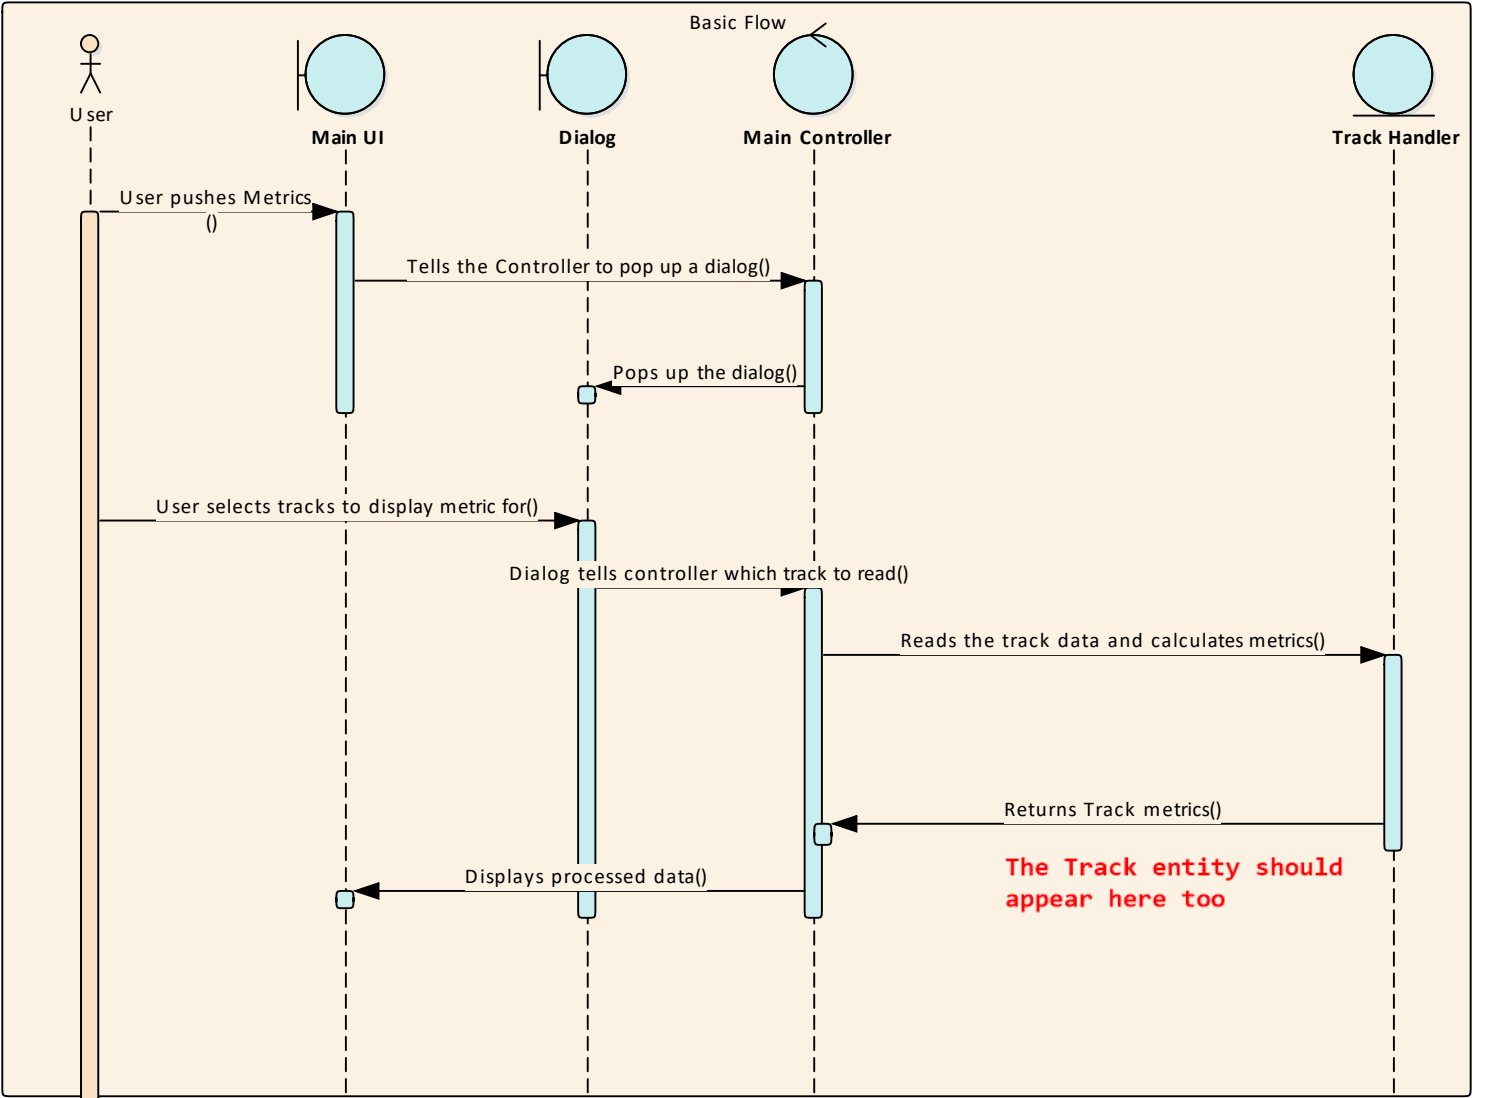 Basic Flow
User
Main UI
Dialog
Main Controller
Track Handler
User pushes Metrics
()
Tells the Controller to pop up a dialog()
Pops up the dialog()
User selects tracks to display metric for()
Dialog tells controller which track to read()
Reads the track data and calculates metrics()
Returns Track metrics()
The Track entity should
appear here too
Displays processed data()